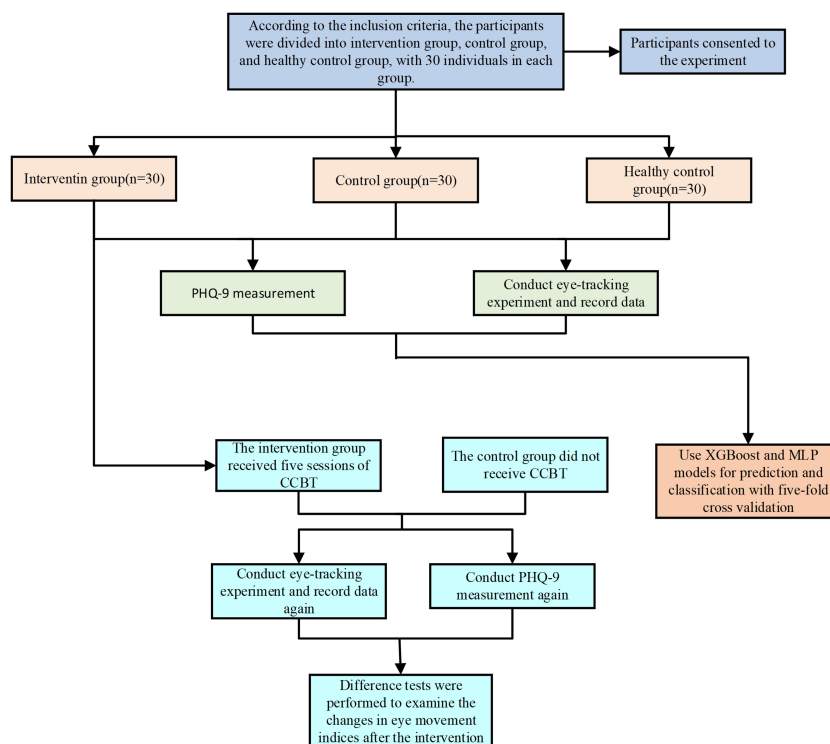 According to the inclusion criteria, the participants
were divided into intervention group, control group,
and healthy control group, with 30 individuals in each
group.
Participants consented to
the experiment
Interventin group(n=30)
Control group(n=30)
Healthy control
group(n=30)
PHQ-9 measurement
Conduct eye-tracking
experiment and record data
The intervention group
received five sessions of
CCBT
The control group did not
receive CCBT
Use XGBoost and MLP
models for prediction and
classification with five-fold
cross validation
Conduct eye-tracking
experiment and record data
again
Conduct PHQ-9
measurement again
Difference tests were
performed to examine the
changes in eye movement
indices after the intervention